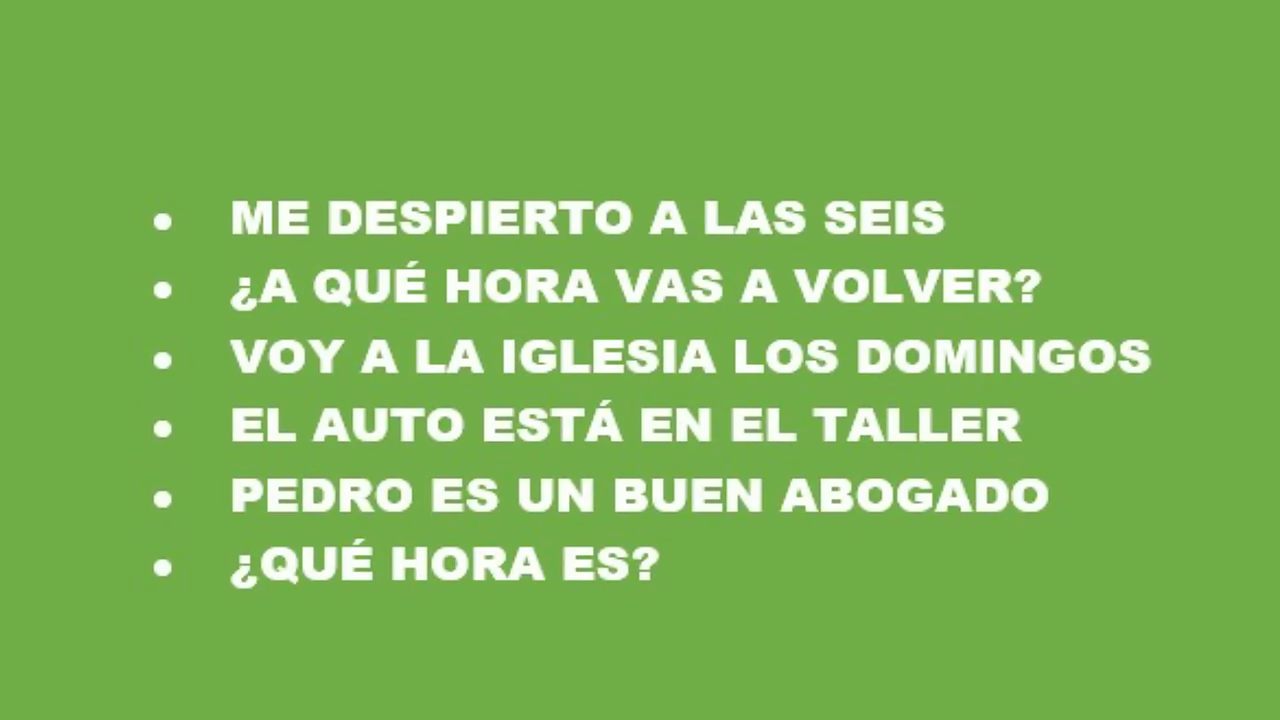 • ME DESPIERTO A LAS SEIS
• ¿A QUÉ HORA VAS A VOLVER?
• VOY A LA IGLESIA LOS DOMINGOS
• EL AUTO ESTÁ EN EL TALLER
• PEDRO ES UN BUEN ABOGADO
• ¿QUÉ HORA ES?